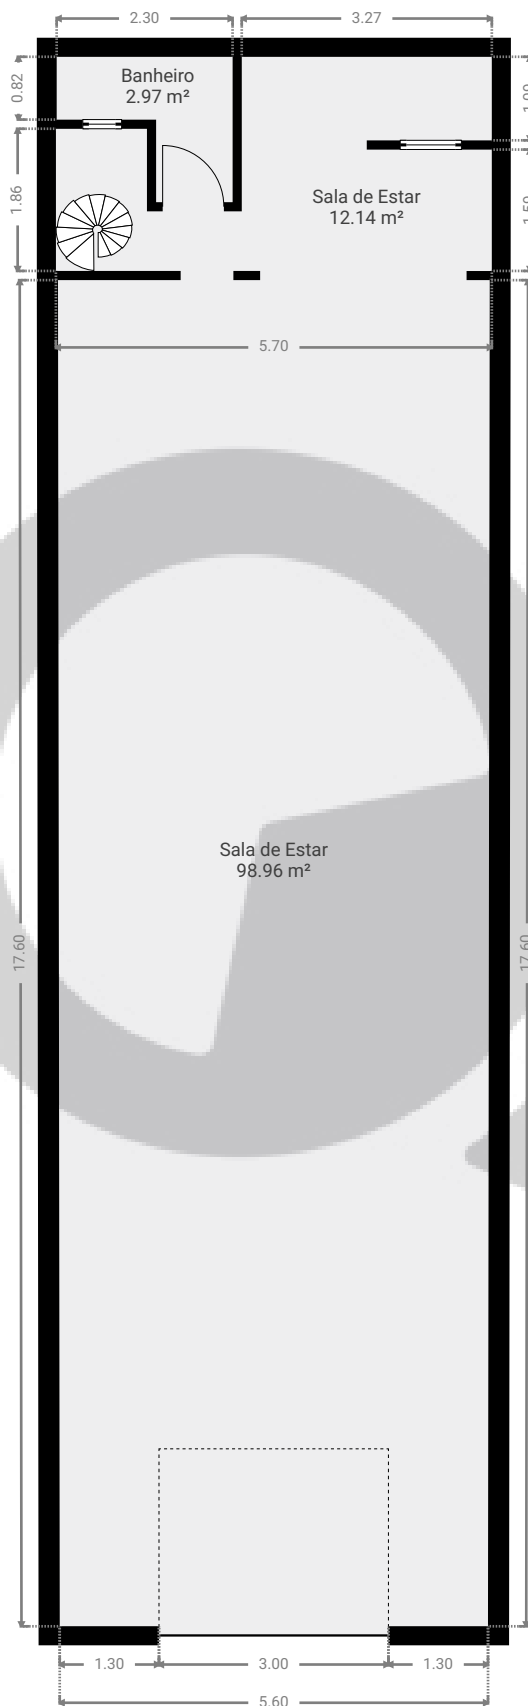 2.30
3.27
0.82
Banheiro
2.97 m²
1.86
Sala de Estar
12.14 m²
5.70
Sala de Estar
98.96 m²
17.60
17.60
1.30
3.00
1.30
5.60